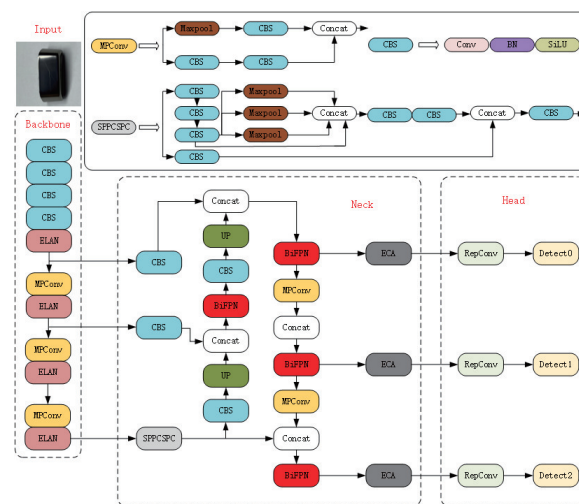 Input
MPConv
Maxpool
CBS
Concat
CBS
CBS
CBS
Conv
BN
SiLU
SPPCSPC
CBS
Maxpool
CBS
Maxpool
Concat
CBS
CBS
Concat
CBS
CBS
Maxpool
CBS
Backbone
CBS
CBS
CBS
CBS
ELAN
MPConv
ELAN
MPConv
ELAN
MPConv
ELAN
Neck
Concat
UP
CBS
CBS
BiFPN
CBS
Concat
UP
CBS
SPPCSPC
BiFPN
ECA
MPConv
Concat
BiFPN
ECA
MPConv
Concat
BiFPN
ECA
Head
RepConv
Detect0
RepConv
Detect1
RepConv
Detect2